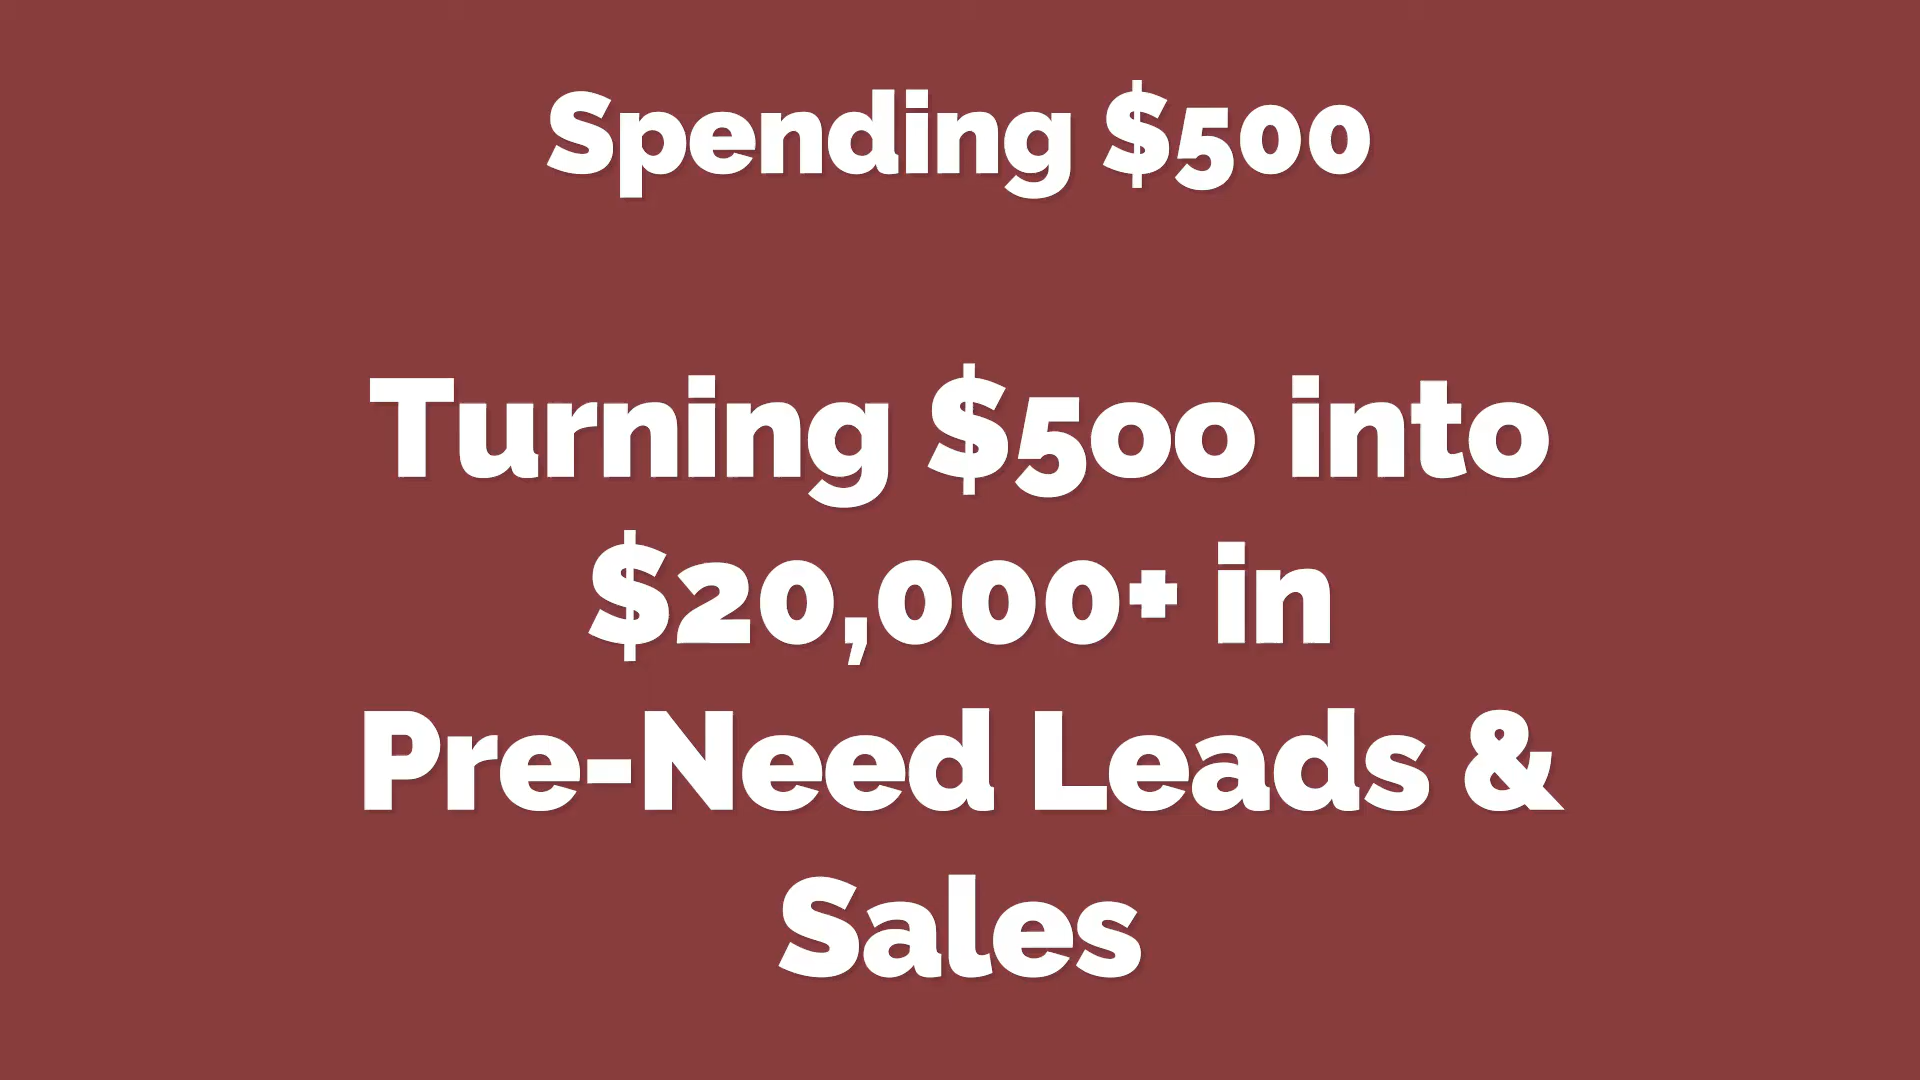 Spending $500
Turning $500 into
$20,000+ in
Pre-Need Leads &
Sales